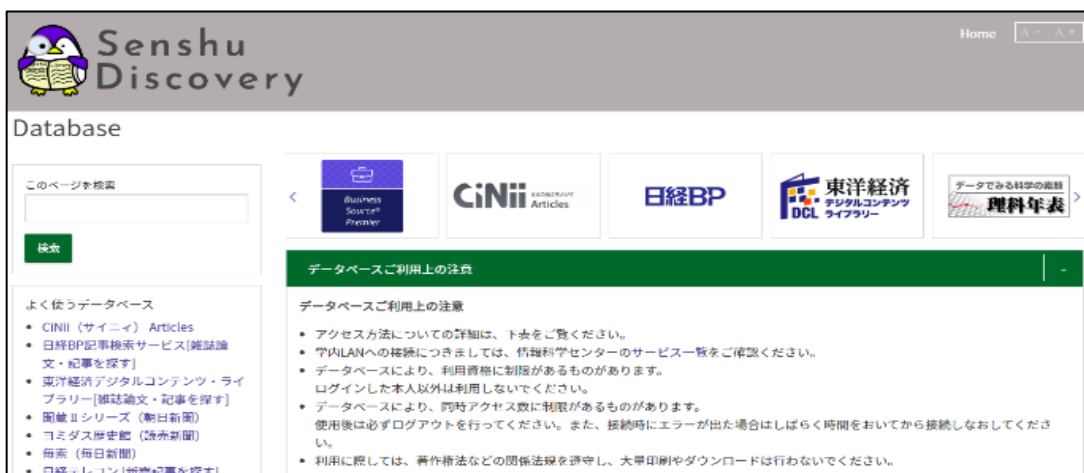 Senshu
Discovery
Home
A - A +
Database
このページを検索
検索
よく使うデータベース
CiNii（サイニィ） Articles
日経BP記事検索サービス[雑誌論
文・記事を探す]
東洋経済デジタルコンテンツ・ライ
ブラリー[雑誌論文・記事を探す]
聞蔵Ⅱシリーズ（朝日新聞）
ヨミダス歴史館（読売新聞）
毎索（毎日新聞）
日経テレコン[新聞記事を探す]
Business
Source®
Premier
CiNii Articles
日経BP
東洋経済
デジタルコンテンツ
ライブラリー
DCL
データでみる科学の素顔
理科年表
データベースご利用上の注意
データベースご利用上の注意
アクセス方法についての詳細は、下表をご覧ください。
学内LANへの接続につきましては、情報科学センターのサービス一覧をご確認ください。
データベースにより、利用資格に制限があるものがあります。
ログインした本人以外は利用しないでください。
データベースにより、同時アクセス数に制限があるものがあります。
使用後は必ずログアウトを行ってください。また、接続時にエラーが出た場合はしばらく時間をおいてから接続しなおしてくださ
い。
利用に際しては、著作権法などの関係法規を遵守し、大量印刷やダウンロードは行わないでください。